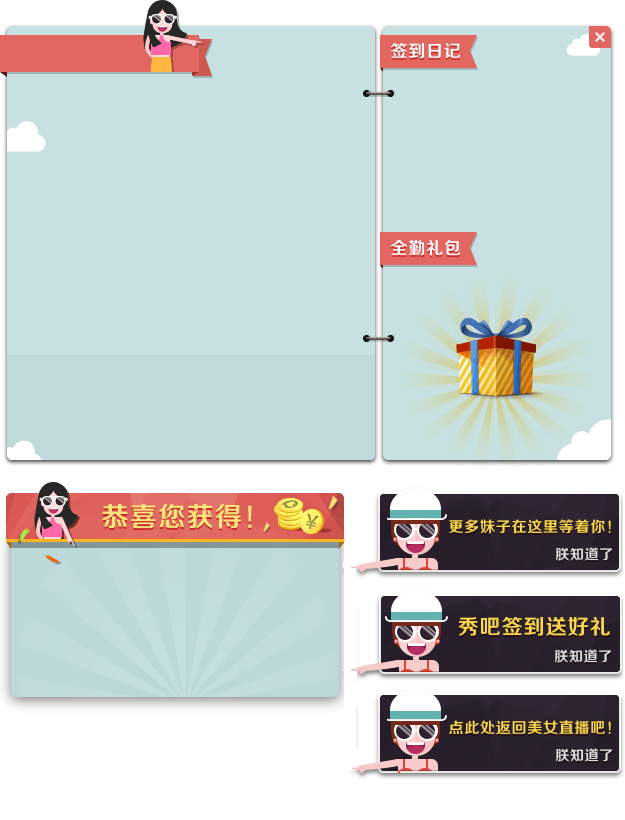 签到日记
全勤礼包
恭喜您获得!
更多妹子在这里等着你!
朕知道了
秀吧签到送好礼
朕知道了
点此处返回美女直播吧!
朕知道了